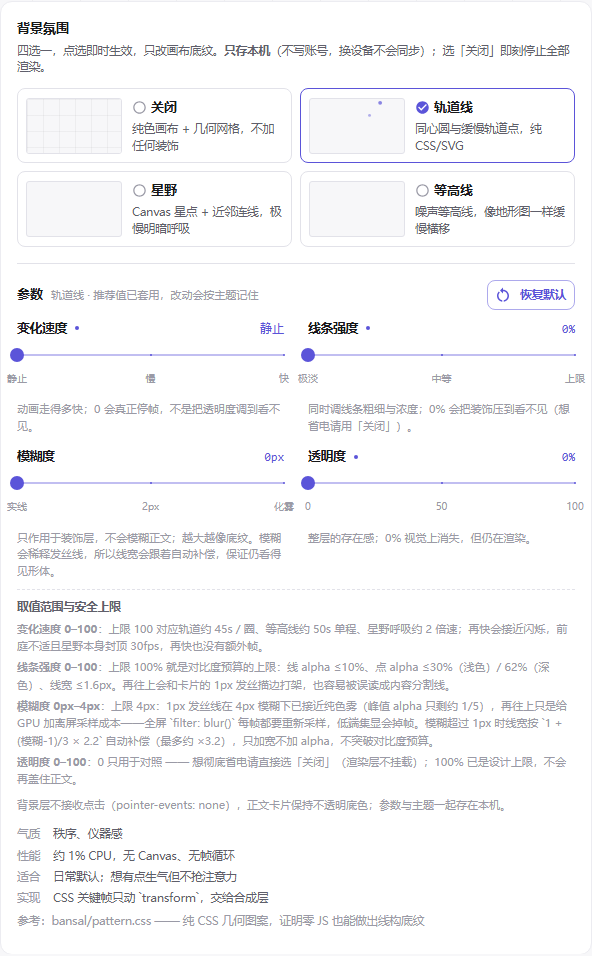 背景氛围
四选一，点选即时生效，只改画布底纹。只存本机（不写账号，换设备不会同步）；选「关闭」即刻停止全部
渲染。
关闭
纯色画布 + 几何网格，不加
任何装饰
轨道线
同心圆与缓慢轨道点，纯
CSS/SVG
星野
Canvas 星点 + 近邻连线，极
慢明暗呼吸
等高线
噪声等高线，像地形图一样缓
慢横移
参数 轨道线 · 推荐值已套用，改动会按主题记住
恢复默认
变化速度 • 静止
静止 慢 快
动画走得多快；0 会真正停帧，不是把透明度调到看不
见。
线条强度 • 0%
极淡 中等 上限
同时调线条粗细与浓度；0% 会把装饰压到看不见（想
省电请用「关闭」）。
模糊度 0px
实线 2px 化雾
只作用于装饰层，不会模糊正文；越大越像底纹。模糊
会稀释发丝线，所以线宽会跟着自动补偿，保证仍看得
见形体。
透明度 • 0%
0 50 100
整层的存在感；0% 视觉上消失，但仍在渲染。
取值范围与安全上限
变化速度 0–100：上限 100 对应轨道约 45s / 圈、等高线约 50s 单程、星野呼吸约 2 倍速；再快会接近闪烁，前
庭不适且星野本身封顶 30fps，再快也没有额外帧。
线条强度 0–100：上限 100% 就是对比度预算的上限：线 alpha ≤10%、点 alpha ≤30%（浅色）/ 62%（深
色）、线宽 ≤1.6px。再往上会和卡片的 1px 发丝描边打架，也容易被误读成内容分割线。
模糊度 0px–4px：上限 4px：1px 发丝线在 4px 模糊下已接近纯色雾（峰值 alpha 只剩约 1/5），再往上只是给
GPU 加离屏采样成本——全屏 `filter: blur()` 每帧都要重新采样，低端集显会掉帧。模糊超过 1px 时线宽按 `1 +
(模糊-1)/3 × 2.2` 自动补偿（最多约 ×3.2），只加宽不加 alpha，不突破对比度预算。
透明度 0–100：0 只用于对照 —— 想彻底省电请直接选「关闭」（渲染层不挂载）；100% 已是设计上限，不会
再盖住正文。
背景层不接收点击（pointer-events: none），正文卡片保持不透明底色；参数与主题一起存本机。
气质 秩序、仪器感
性能 约 1% CPU，无 Canvas、无帧循环
适合 日常默认；想有点生气但不抢注意力
实现 CSS 关键帧只动 `transform`，交给合成层
参考：bansal/pattern.css —— 纯 CSS 几何图案，证明零 JS 也能做出线构底纹